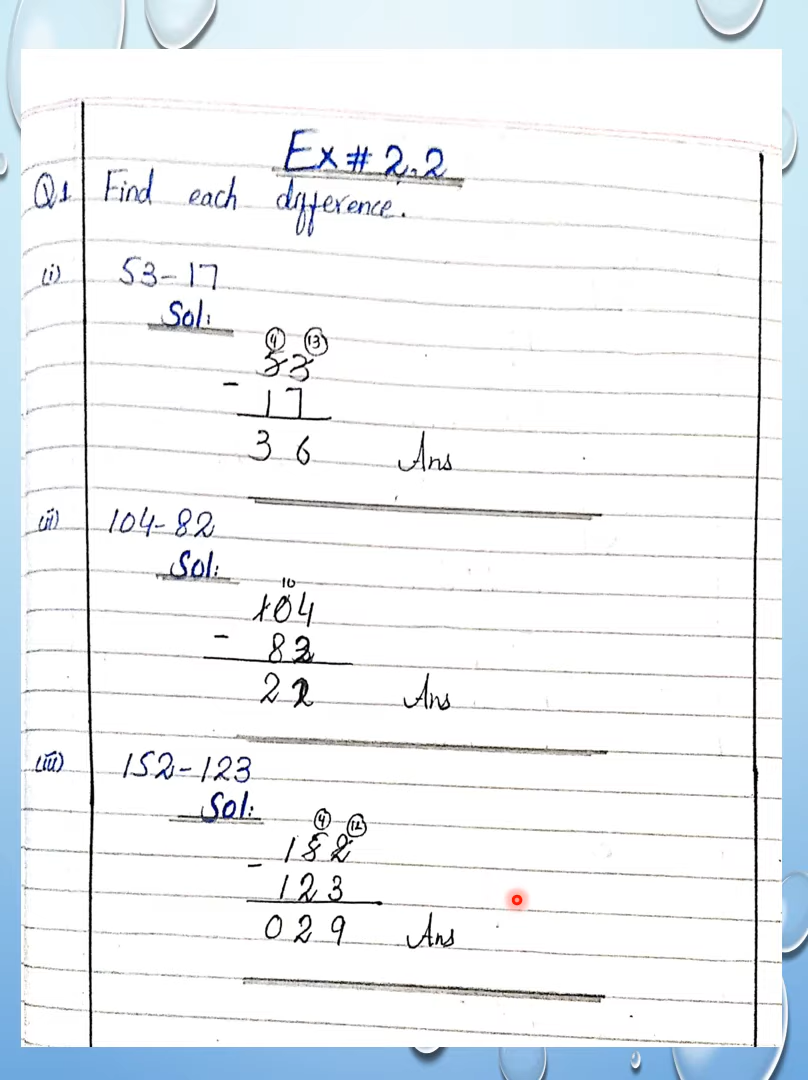 Ex # 2.2
Q1 Find each difference.
(i) 53-17
Sol:
4 13
53
- 17
36 Ans
(ii) 104-82
Sol:
10
104
- 82
22 Ans
(iii) 152-123
Sol:
4 12
152
- 123
029 Ans